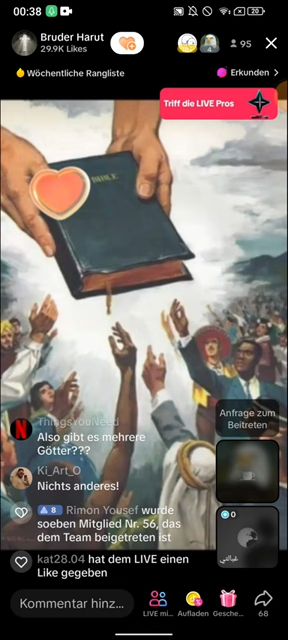 00:38
20
Bruder Harut
29.9K Likes
95
Wöchentliche Rangliste
Erkunden
Triff die LIVE Pros
BIBLE
ThingsYouNeed
Also gibt es mehrere
Götter???
Ki_Art_O
Nichts anderes!
8 Rimon Yousef wurde
soeben Mitglied Nr. 56, das
dem Team beigetreten ist
kat28.04 hat dem LIVE einen
Like gegeben
Anfrage zum
Beitreten
0
Kommentar hinz...
LIVE mi...
Aufladen
Gesche...
68